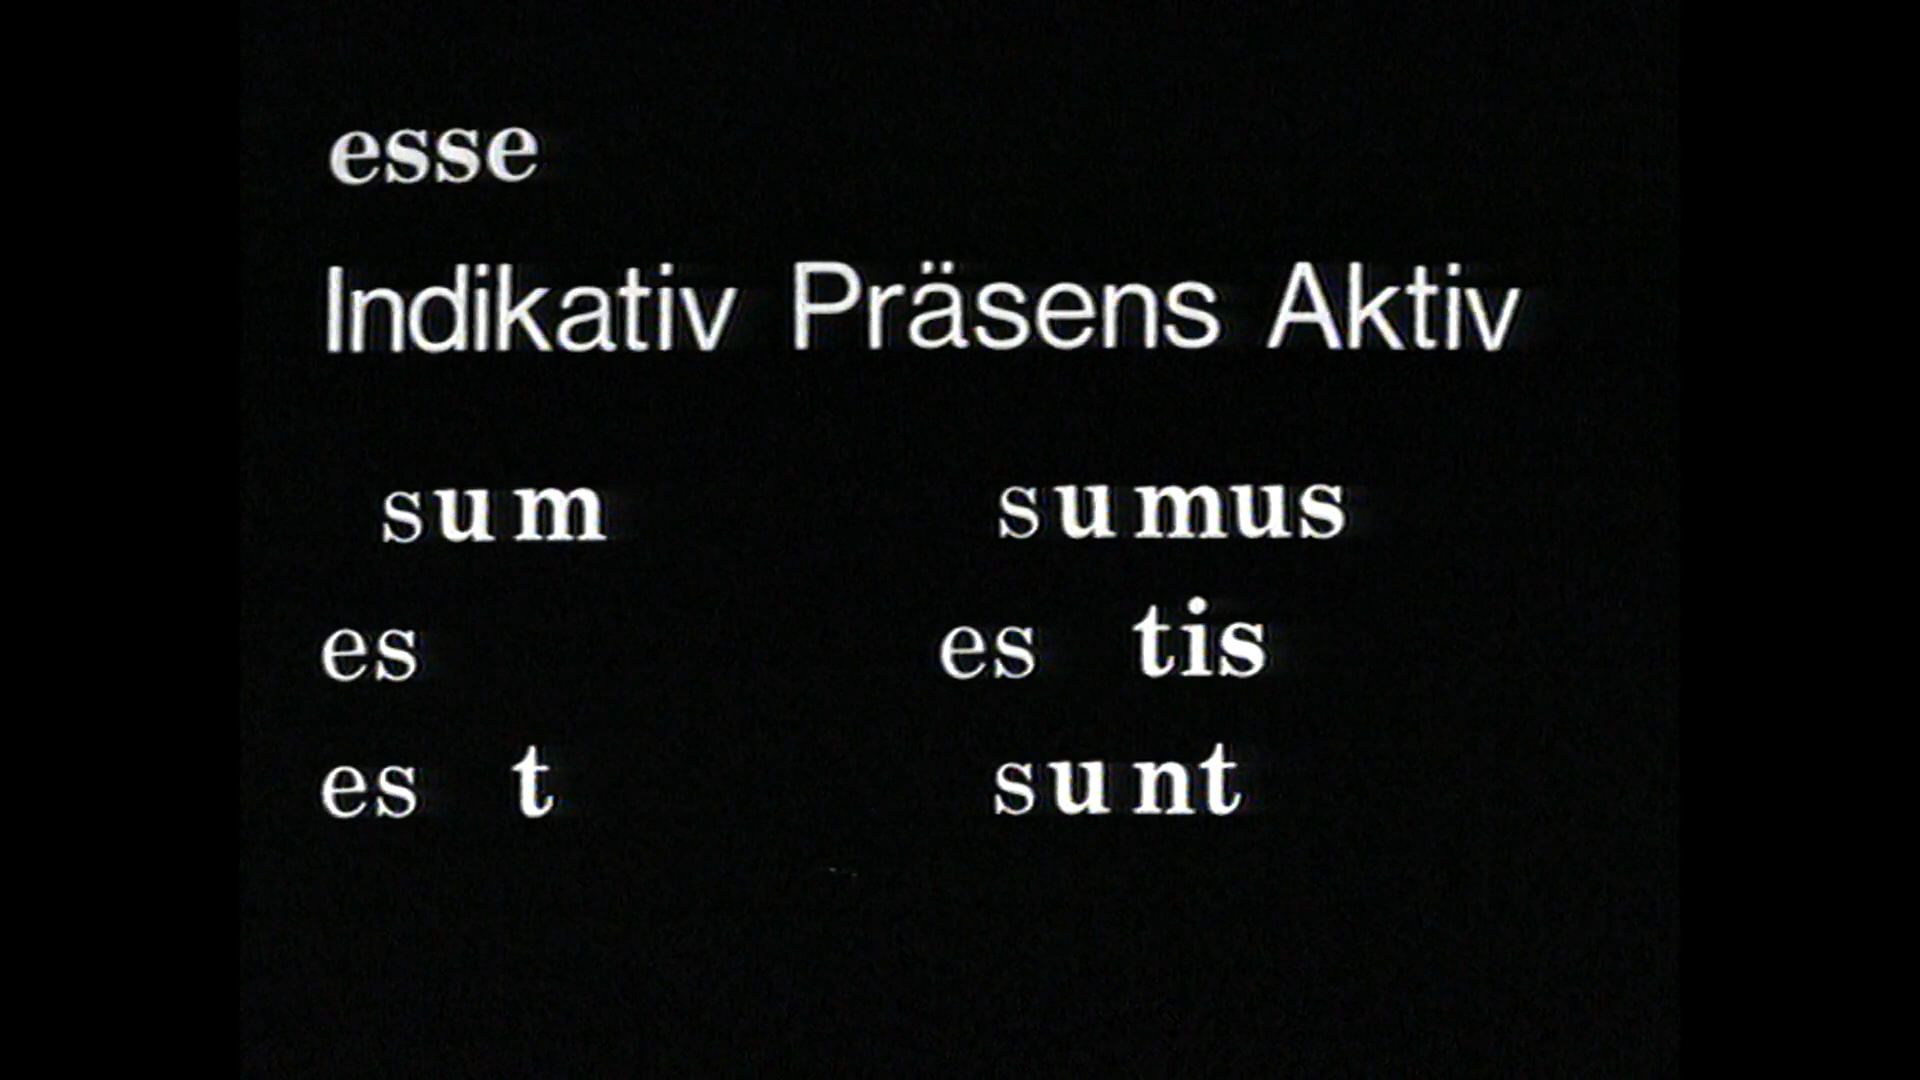 esse
Indikativ Präsens Aktiv
sum sumus
es es tis
es t sunt